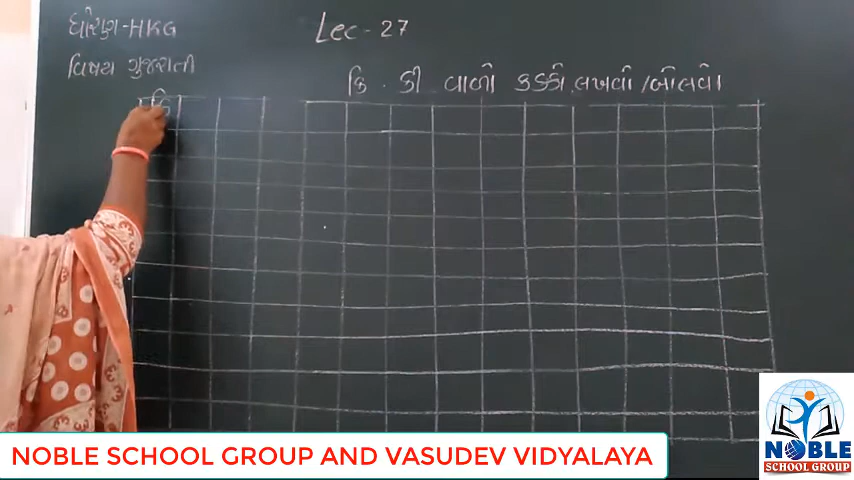 ધોરણ-HKG
Lec - 27
વિષય ગુજરાતી
કિ . કી વાળી કક્કી લખવી /બોલવી
કિ
NOBLE SCHOOL GROUP AND VASUDEV VIDYALAYA
NOBLE
SCHOOL GROUP